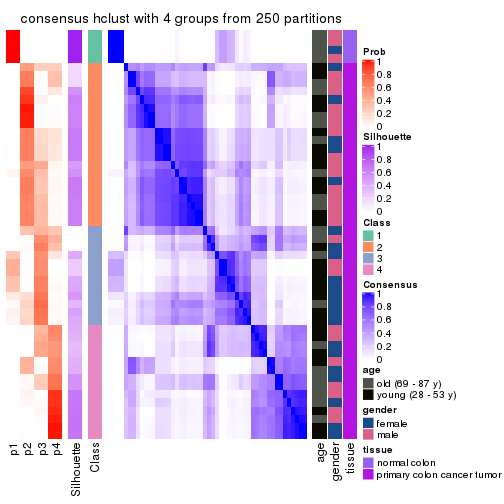 consensus hclust with 4 groups from 250 partitions
p1
p2
p3
p4
Silhouette
Class
age
gender
tissue
Prob
1
0.8
0.6
0.4
0.2
0
Silhouette
1
0.8
0.6
0.4
0.2
0
Class
1
2
3
4
Consensus
1
0.8
0.6
0.4
0.2
0
age
old (69 - 87 y)
young (28 - 53 y)
gender
female
male
tissue
normal colon
primary colon cancer tumor